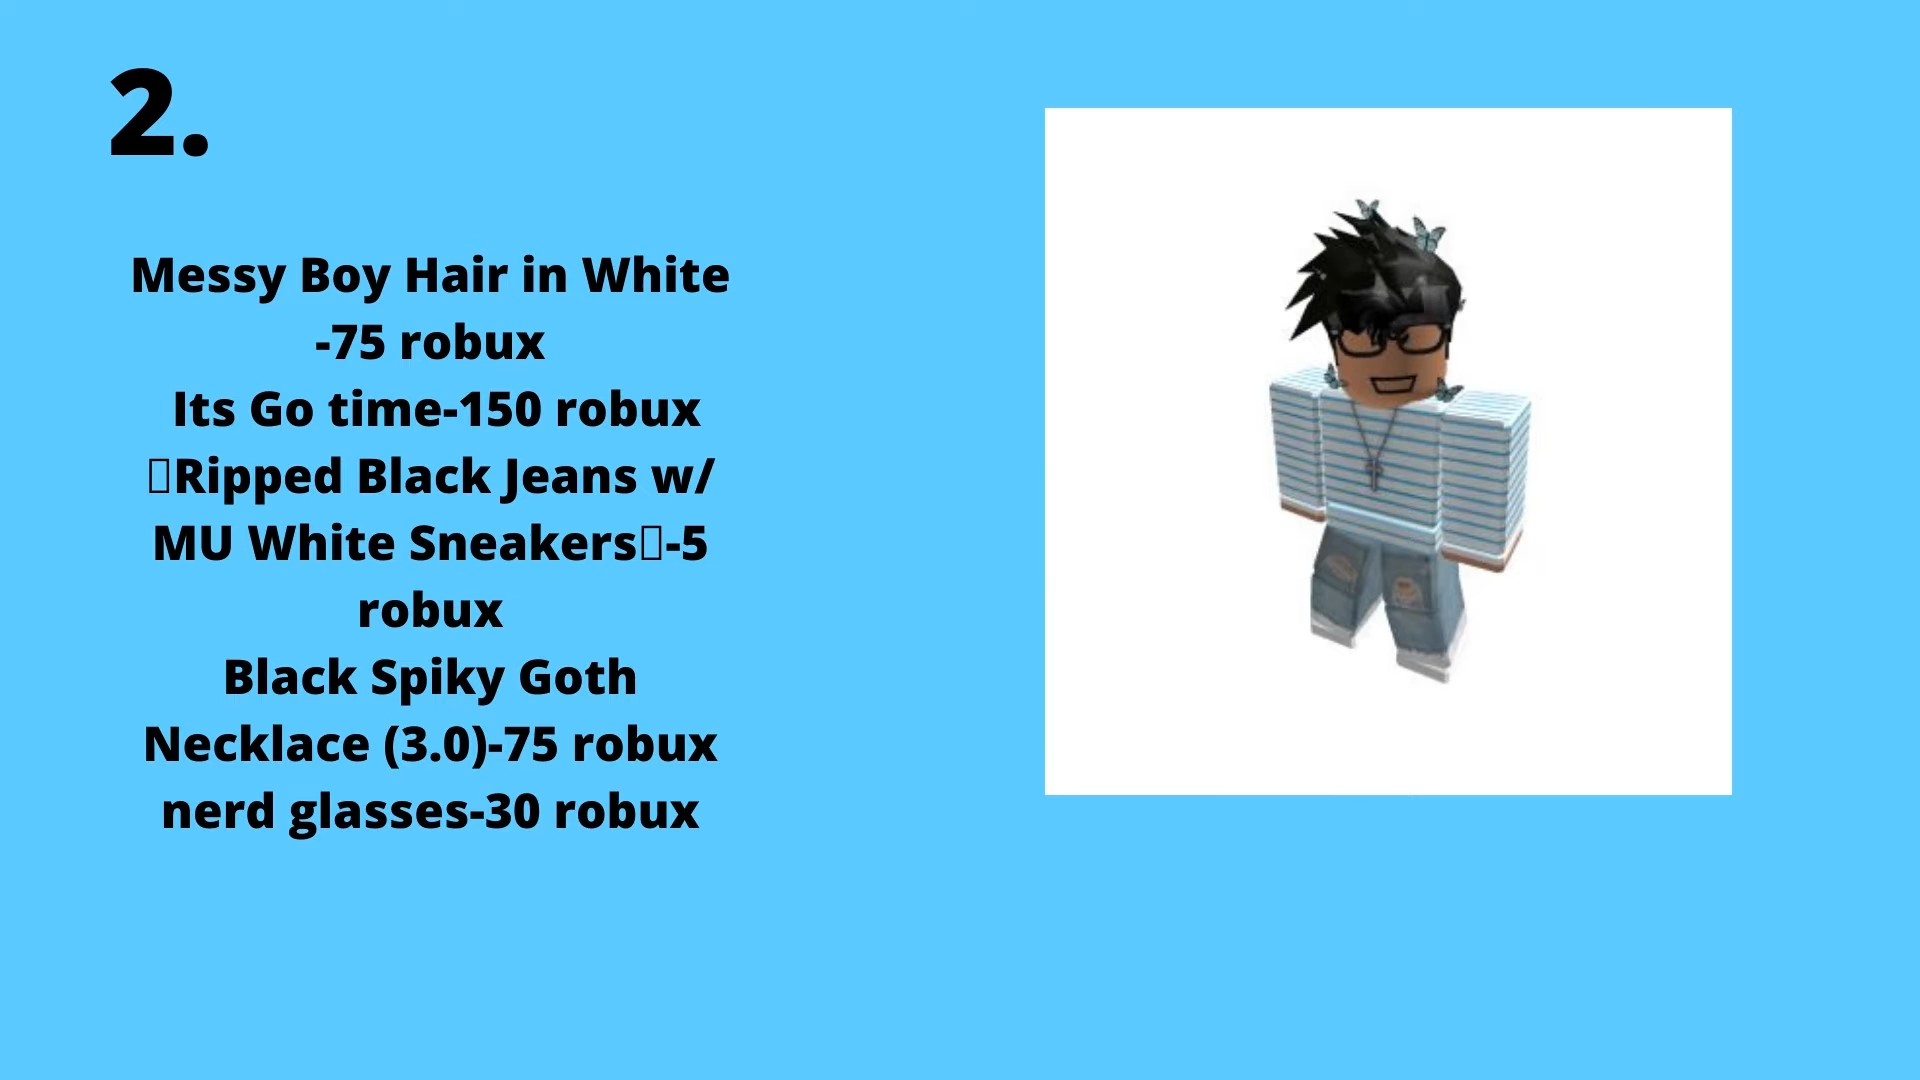 2.
Messy Boy Hair in White
-75 robux
Its Go time-150 robux
▯Ripped Black Jeans w/
MU White Sneakers▯-5
robux
Black Spiky Goth
Necklace (3.0)-75 robux
nerd glasses-30 robux